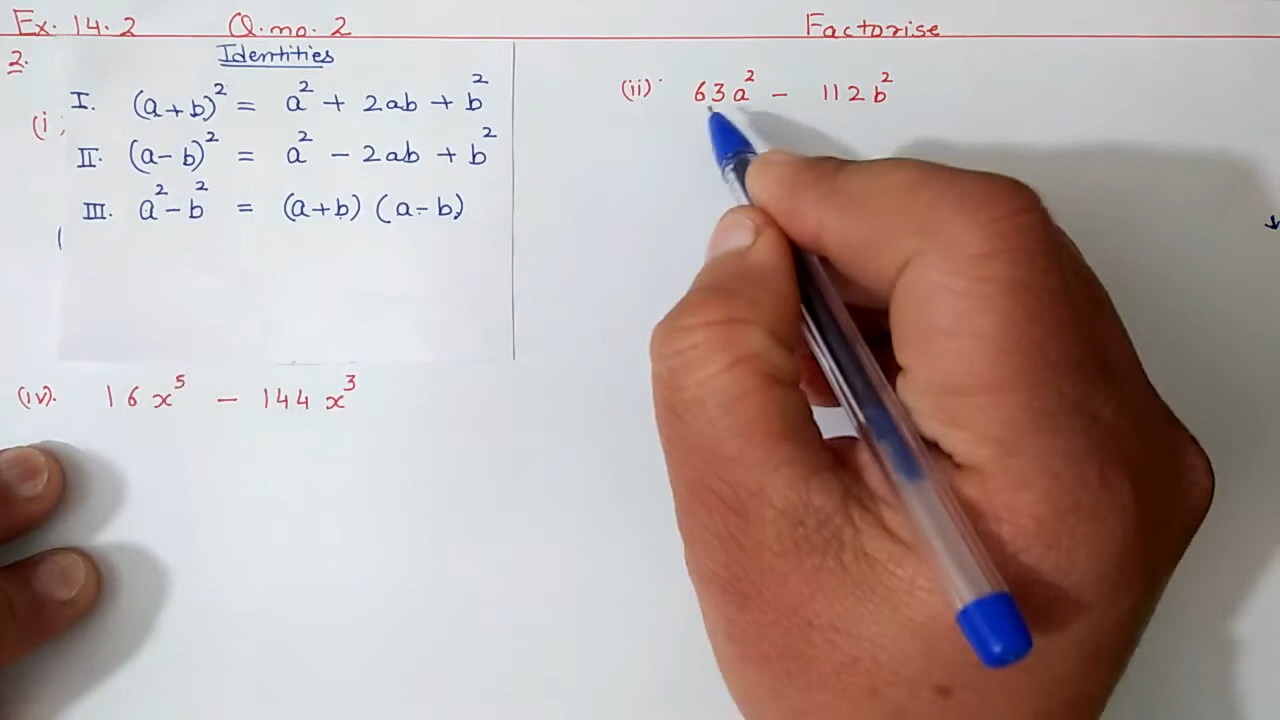 Ex. 14.2 Q.no. 2 Factorise
2.
Identities
I. (a+b)² = a² + 2ab + b²
(i
II. (a-b)² = a² - 2ab + b²
III. a² - b² = (a+b) (a-b)
(
(ii) 63a² - 112b²
(iv). 16x⁵ - 144x³